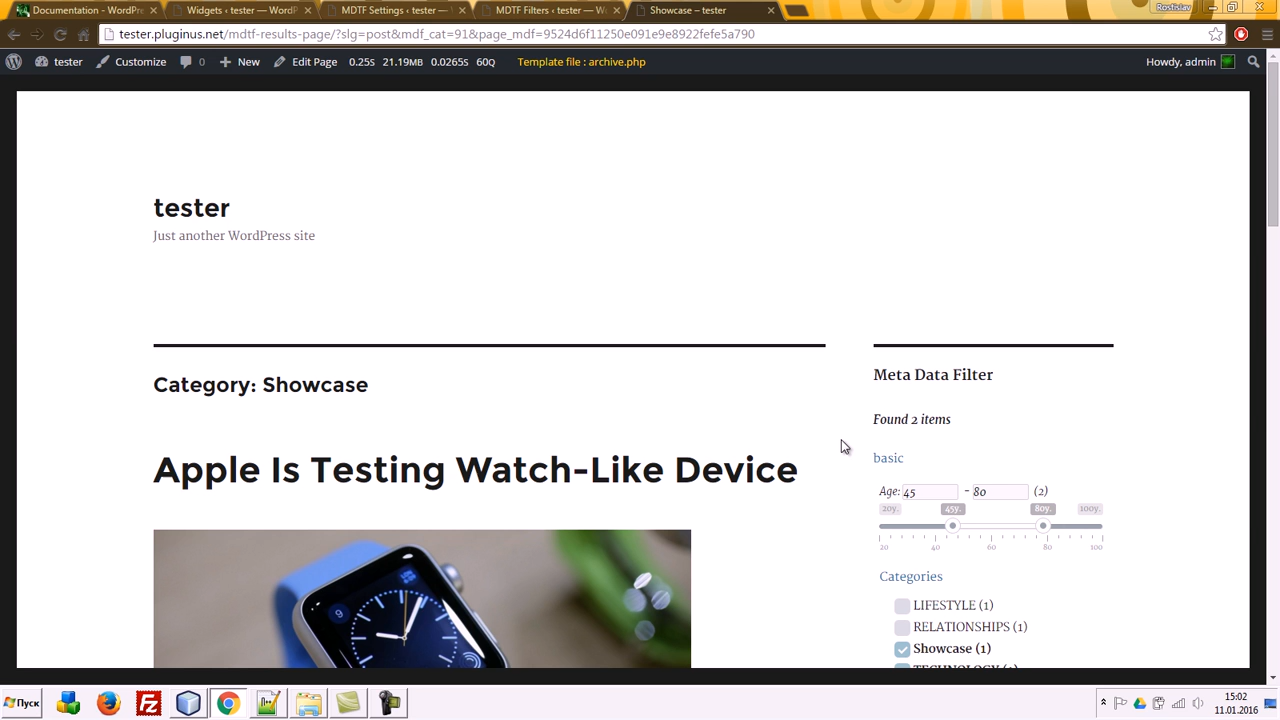 Documentation - WordPr
Widgets ‹ tester — WordP
MDTF Settings ‹ tester —
MDTF Filters ‹ tester — W
Showcase – tester
Rostislav
tester.pluginus.net/mdtf-results-page/?slg=post&mdf_cat=91&page_mdf=9524d6f11250e091e9e8922fefe5a790
tester
Customize
0
New
Edit Page
0.25s
21.19MB
0.0265s
60Q
Template file : archive.php
Howdy, admin
tester
Just another WordPress site
Category: Showcase
Apple Is Testing Watch-Like Device
9
Meta Data Filter
Found 2 items
basic
Age: 45 - 80 (2)
20y. 45y. 80y. 100y.
20 40 60 80 100
Categories
LIFESTYLE (1)
RELATIONSHIPS (1)
Showcase (1)
TECHNOLOGY (1)
Пуск
15:02
11.01.2016